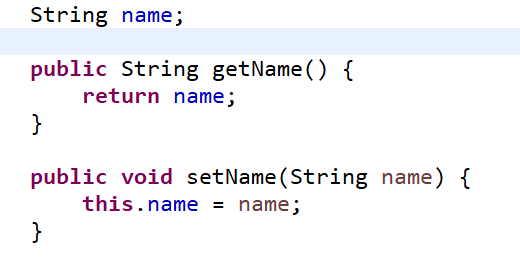 String name;
public String getName() {
return name;
}
public void setName(String name) {
this.name = name;
}